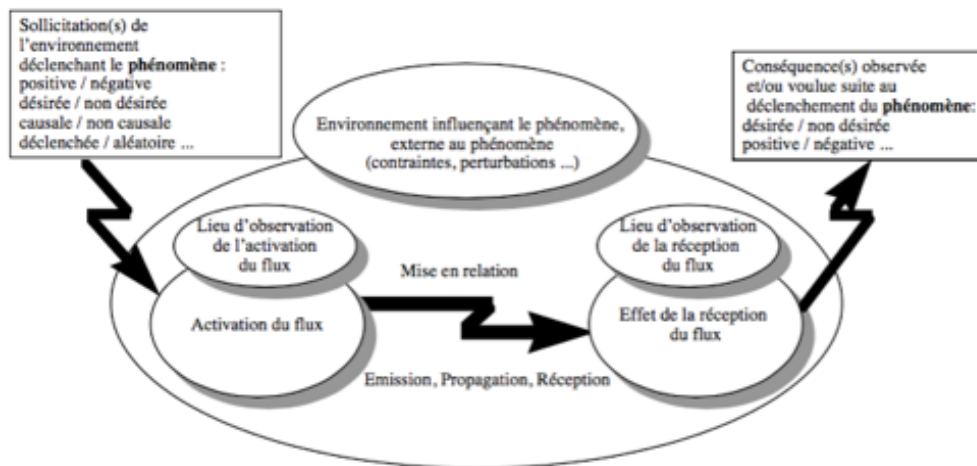 Sollicitation(s) de
l'environnement
déclenchant le phénomène :
positive / négative
désirée / non désirée
causale / non causale
déclenchée / aléatoire ...
Environnement influençant le phénomène,
externe au phénomène
(contraintes, perturbations ...)
Conséquence(s) observée
et/ou voulue suite au
déclenchement du phénomène:
désirée / non désirée
positive / négative ...
Lieu d'observation
de l'activation
du flux
Activation du flux
Mise en relation
Emission, Propagation, Réception
Lieu d'observation
de la réception
du flux
Effet de la réception
du flux